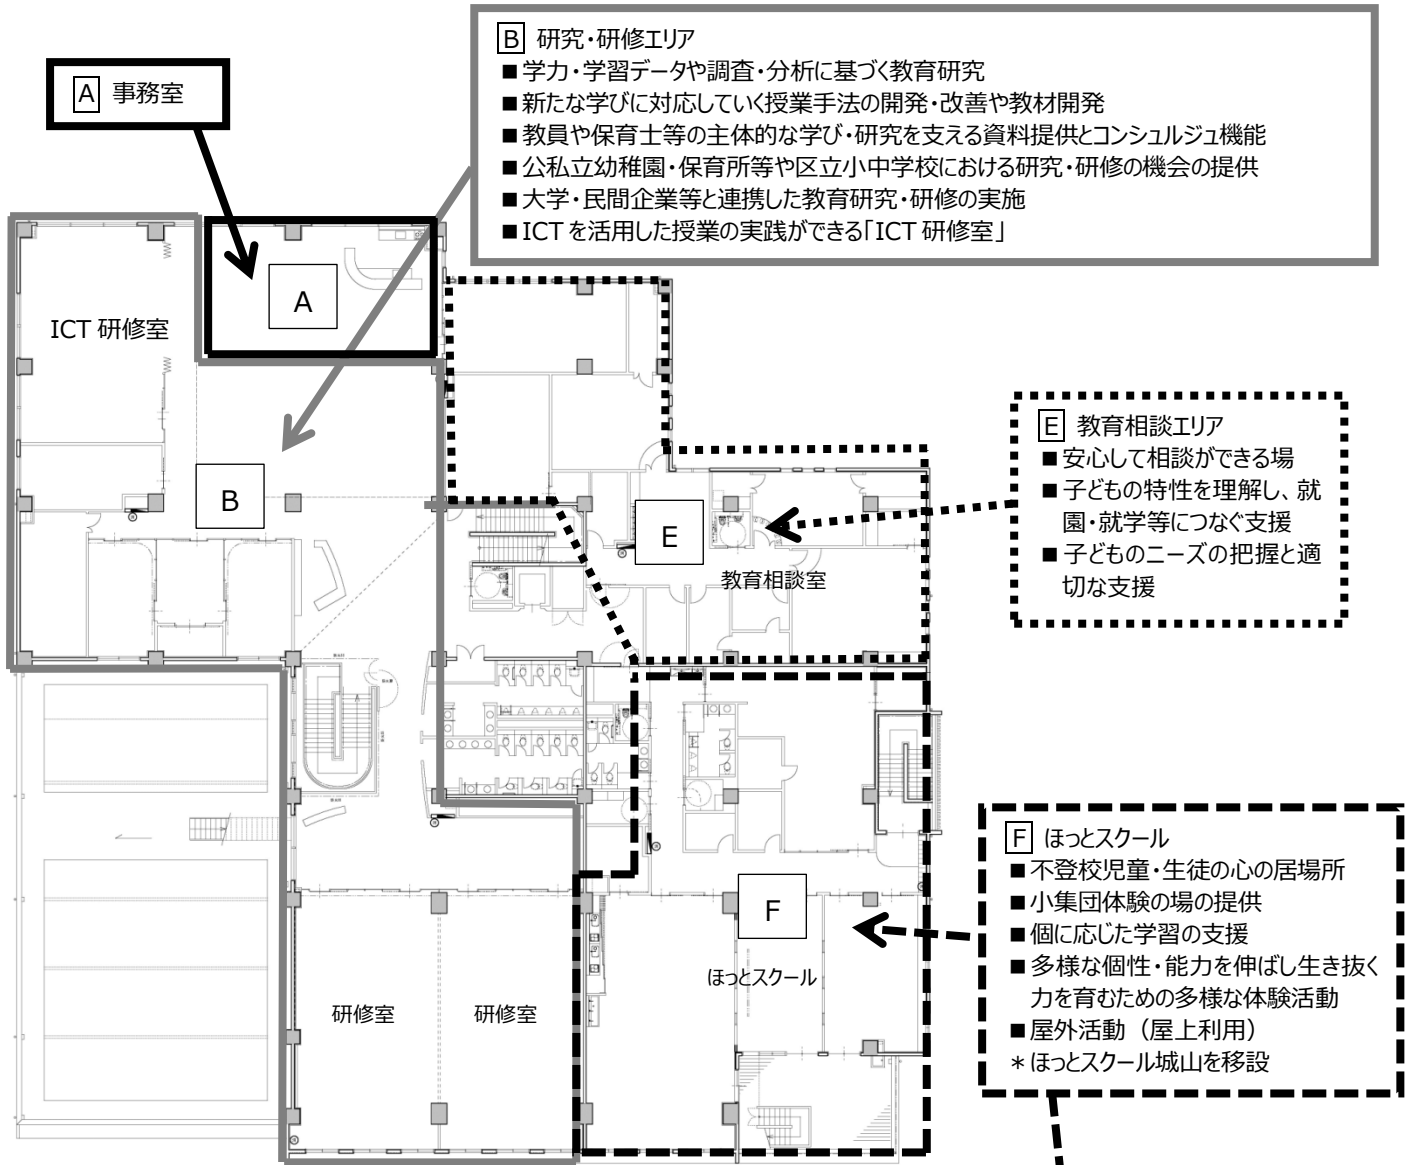 B 研究・研修エリア
■学力・学習データや調査・分析に基づく教育研究
■新たな学びに対応していく授業手法の開発・改善や教材開発
■教員や保育士等の主体的な学び・研究を支える資料提供とコンシュルジュ機能
■公私立幼稚園・保育所等や区立小中学校における研究・研修の機会の提供
■大学・民間企業等と連携した教育研究・研修の実施
■ICTを活用した授業の実践ができる「ICT研修室」
A 事務室
A
ICT 研修室
B
E 教育相談エリア
■安心して相談ができる場
■子どもの特性を理解し、就
園・就学等につなぐ支援
■子どものニーズの把握と適
切な支援
E
教育相談室
F ほっとスクール
■不登校児童・生徒の心の居場所
■小集団体験の場の提供
■個に応じた学習の支援
■多様な個性・能力を伸ばし生き抜く
力を育むための多様な体験活動
■屋外活動（屋上利用）
＊ほっとスクール城山を移設
F
ほっとスクール
研修室
研修室